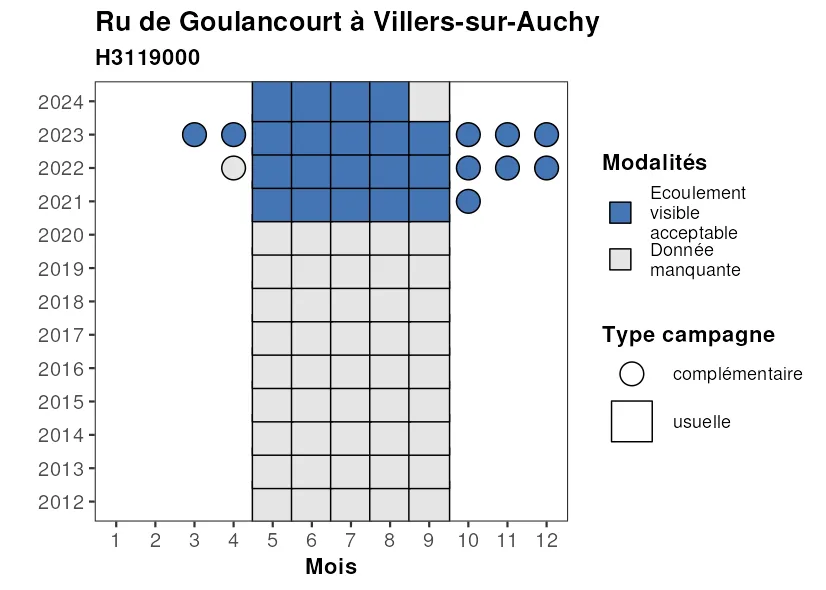 Ru de Goulancourt à Villers-sur-Auchy
H3119000
2024
2023
2022
2021
2020
2019
2018
2017
2016
2015
2014
2013
2012
1 2 3 4 5 6 7 8 9 10 11 12
Mois
Modalités
Ecoulement
visible
acceptable
Donnée
manquante
Type campagne
complémentaire
usuelle